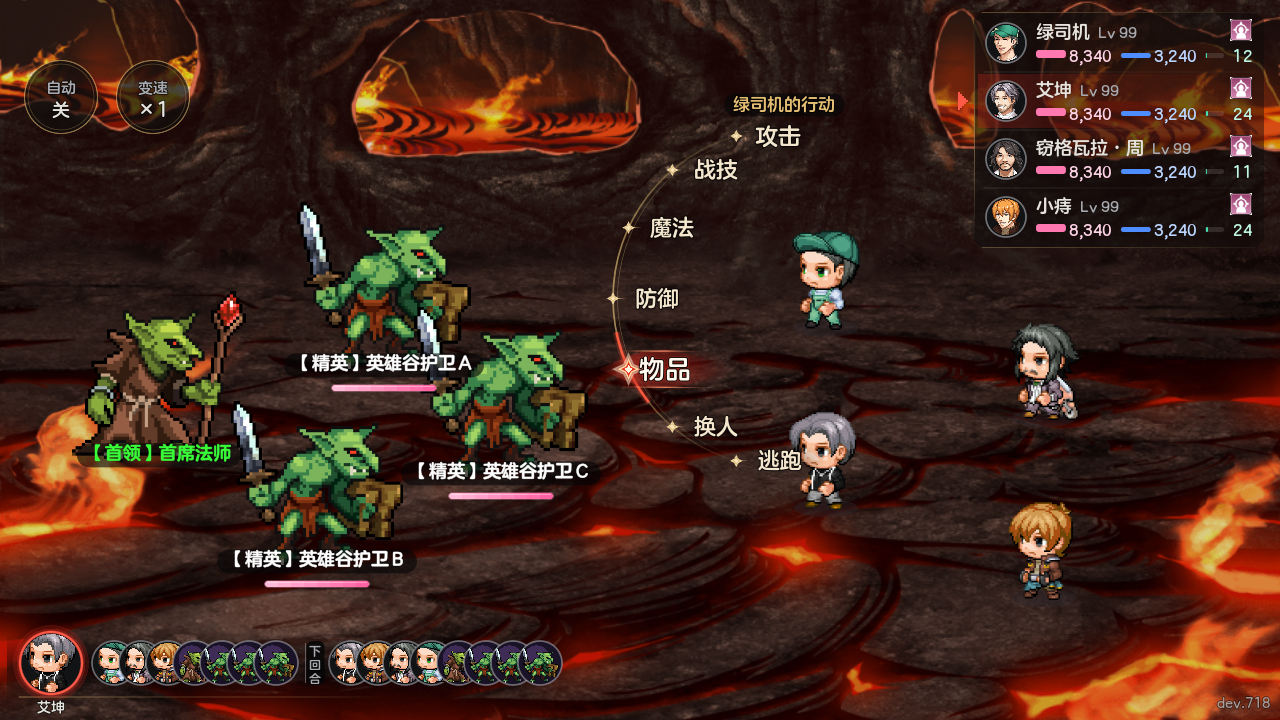 自动
关
变速
×1
绿司机的行动
攻击
战技
魔法
防御
物品
换人
逃跑
绿司机 Lv 99
8,340 3,240 12
艾坤 Lv 99
8,340 3,240 24
窃格瓦拉·周 Lv 99
8,340 3,240 11
小痔 Lv 99
8,340 3,240 24
【精英】英雄谷护卫A
【首领】首席法师
【精英】英雄谷护卫C
【精英】英雄谷护卫B
下回合
艾坤
dev.718